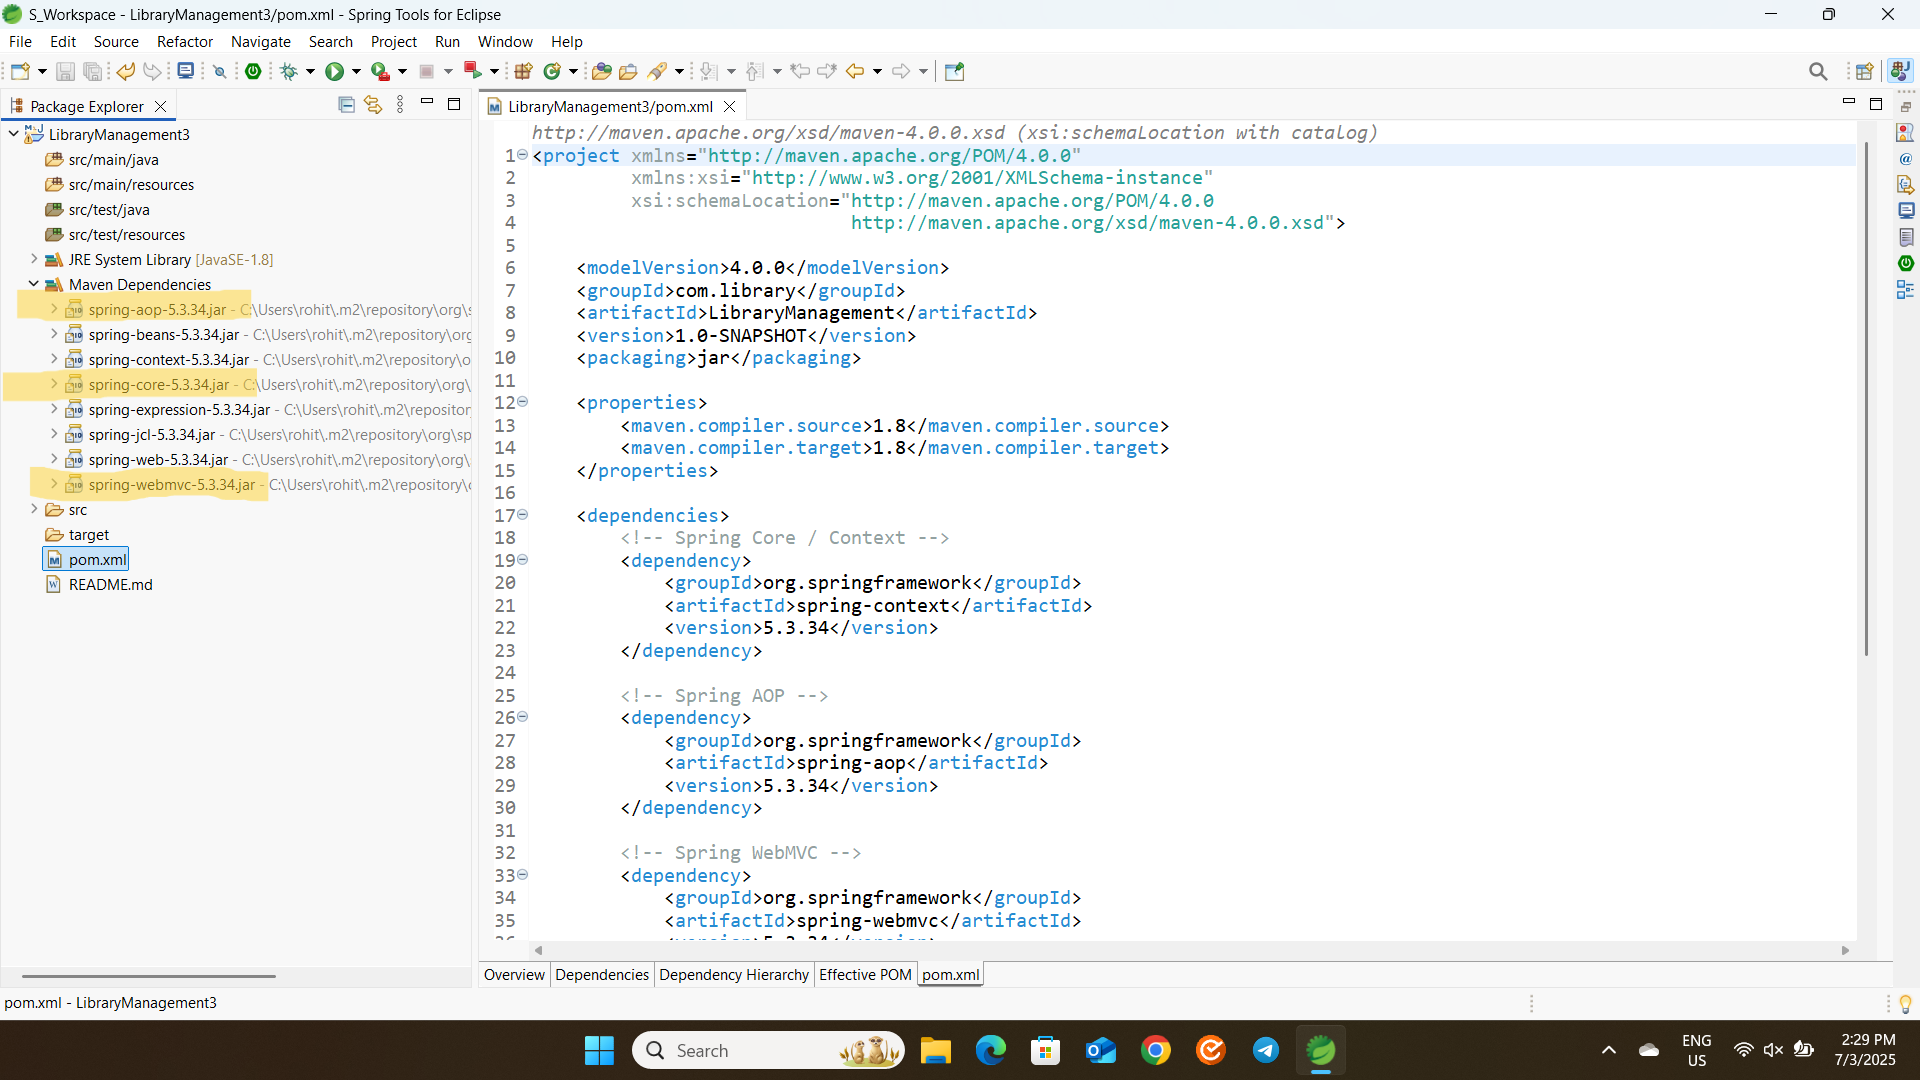 S_Workspace - LibraryManagement3/pom.xml - Spring Tools for Eclipse
File Edit Source Refactor Navigate Search Project Run Window Help
Package Explorer
LibraryManagement3
src/main/java
src/main/resources
src/test/java
src/test/resources
JRE System Library [JavaSE-1.8]
Maven Dependencies
spring-aop-5.3.34.jar - C:\Users\rohit\.m2\repository\org\s
spring-beans-5.3.34.jar - C:\Users\rohit\.m2\repository\org
spring-context-5.3.34.jar - C:\Users\rohit\.m2\repository\o
spring-core-5.3.34.jar - C:\Users\rohit\.m2\repository\org\
spring-expression-5.3.34.jar - C:\Users\rohit\.m2\repositor
spring-jcl-5.3.34.jar - C:\Users\rohit\.m2\repository\org\sp
spring-web-5.3.34.jar - C:\Users\rohit\.m2\repository\org\
spring-webmvc-5.3.34.jar - C:\Users\rohit\.m2\repository\
src
target
pom.xml
README.md
LibraryManagement3/pom.xml
http://maven.apache.org/xsd/maven-4.0.0.xsd (xsi:schemaLocation with catalog)
1 <project xmlns="http://maven.apache.org/POM/4.0.0"
2 xmlns:xsi="http://www.w3.org/2001/XMLSchema-instance"
3 xsi:schemaLocation="http://maven.apache.org/POM/4.0.0
4 http://maven.apache.org/xsd/maven-4.0.0.xsd">
5
6 <modelVersion>4.0.0</modelVersion>
7 <groupId>com.library</groupId>
8 <artifactId>LibraryManagement</artifactId>
9 <version>1.0-SNAPSHOT</version>
10 <packaging>jar</packaging>
11
12 <properties>
13 <maven.compiler.source>1.8</maven.compiler.source>
14 <maven.compiler.target>1.8</maven.compiler.target>
15 </properties>
16
17 <dependencies>
18 <!-- Spring Core / Context -->
19 <dependency>
20 <groupId>org.springframework</groupId>
21 <artifactId>spring-context</artifactId>
22 <version>5.3.34</version>
23 </dependency>
24
25 <!-- Spring AOP -->
26 <dependency>
27 <groupId>org.springframework</groupId>
28 <artifactId>spring-aop</artifactId>
29 <version>5.3.34</version>
30 </dependency>
31
32 <!-- Spring WebMVC -->
33 <dependency>
34 <groupId>org.springframework</groupId>
35 <artifactId>spring-webmvc</artifactId>
Overview Dependencies Dependency Hierarchy Effective POM pom.xml
pom.xml - LibraryManagement3
Search
ENG
US
2:29 PM
7/3/2025